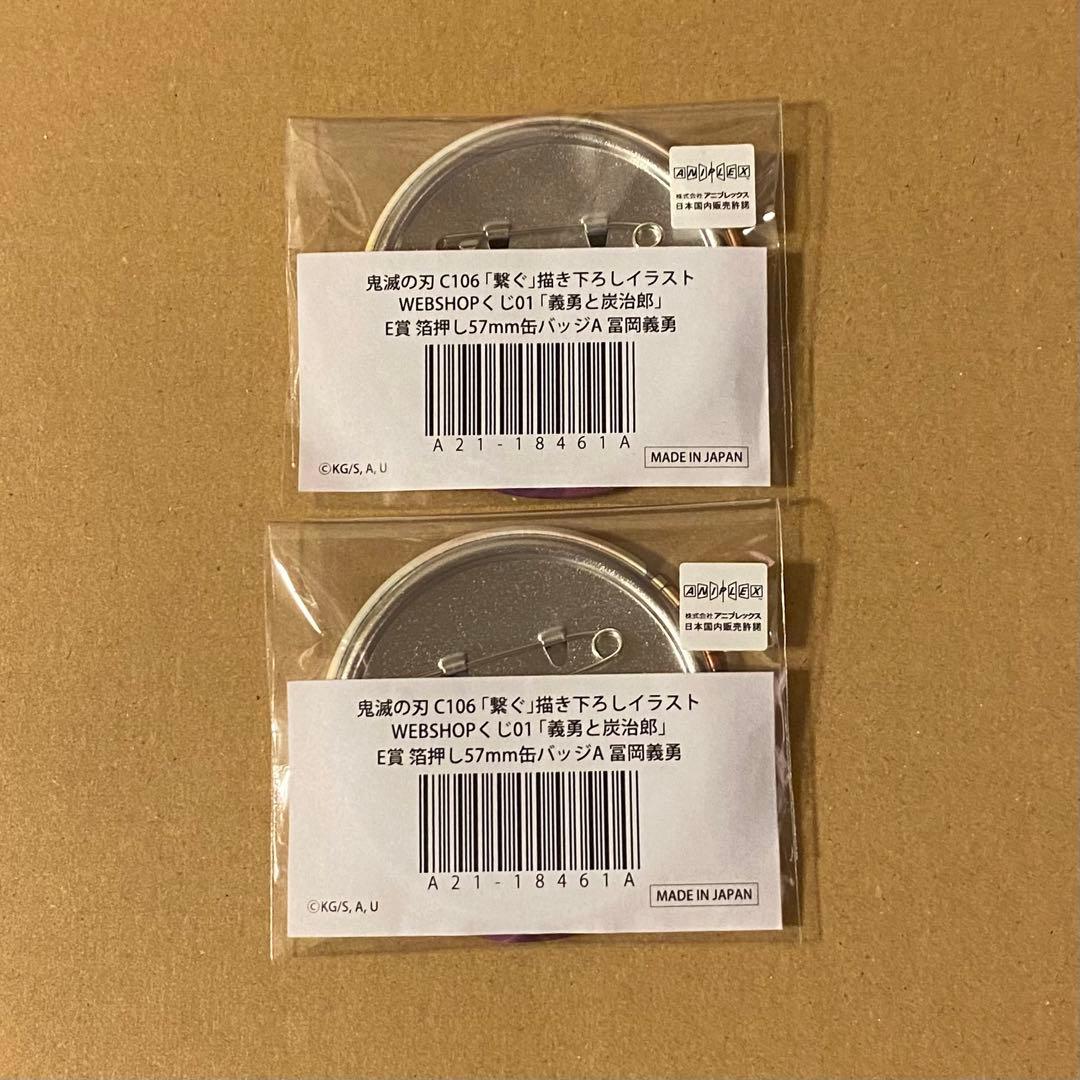 ANIPLEX
株式会社 アニプレックス
日本国内販売許諾
鬼滅の刃 C106 「繋ぐ」描き下ろしイラスト
WEBSHOPくじ01 「義勇と炭治郎」
E賞 箔押し57mm缶バッジA 冨岡義勇
A21-18461A
©KG/S, A, U
MADE IN JAPAN
ANIPLEX
株式会社 アニプレックス
日本国内販売許諾
鬼滅の刃 C106 「繋ぐ」描き下ろしイラスト
WEBSHOPくじ01 「義勇と炭治郎」
E賞 箔押し57mm缶バッジA 冨岡義勇
A21-18461A
©KG/S, A, U
MADE IN JAPAN